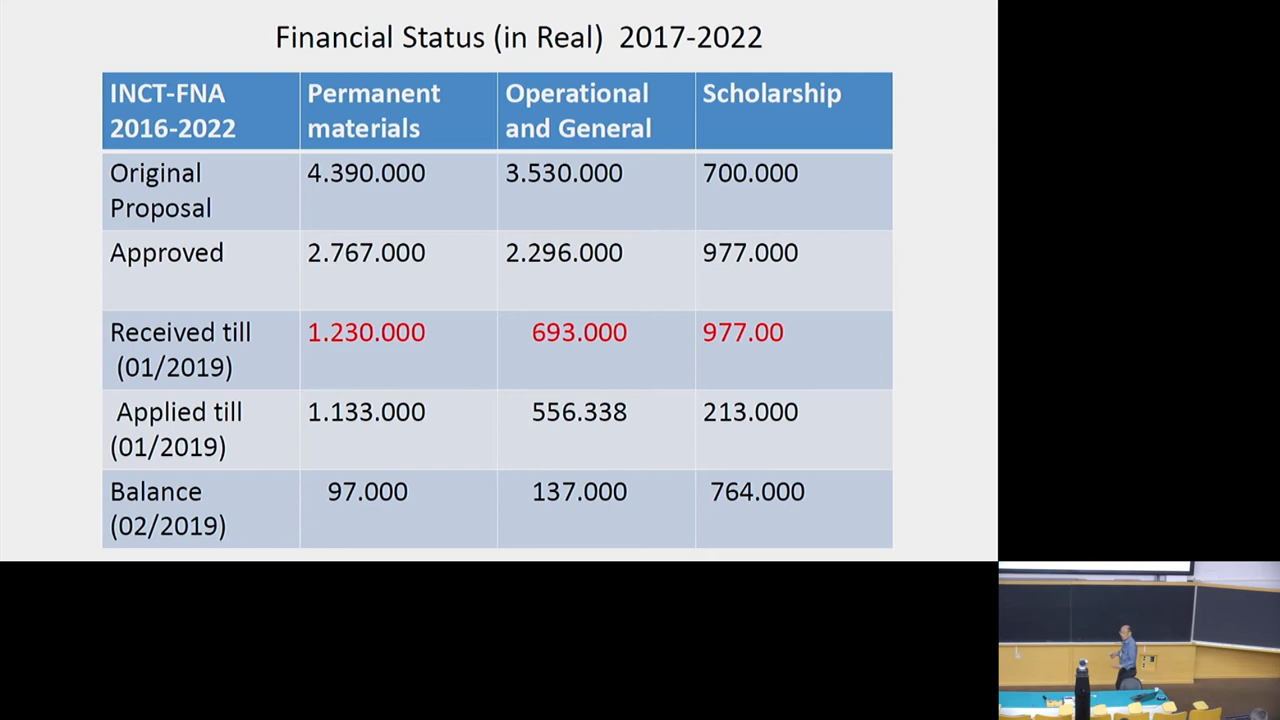 Financial Status (in Real) 2017-2022
INCT-FNA
2016-2022
Permanent
materials
Operational
and General
Scholarship
Original
Proposal
4.390.000
3.530.000
700.000
Approved
2.767.000
2.296.000
977.000
Received till
(01/2019)
1.230.000
693.000
977.00
Applied till
(01/2019)
1.133.000
556.338
213.000
Balance
(02/2019)
97.000
137.000
764.000